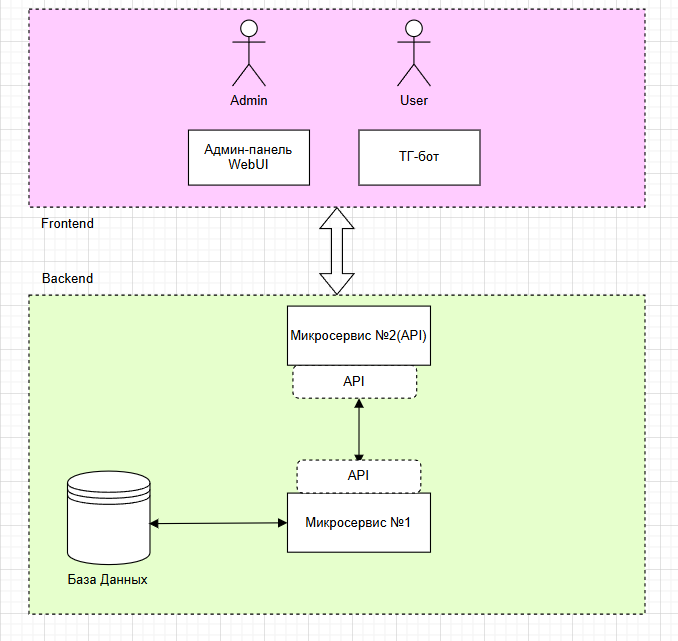 Admin
User
Админ-панель
WebUI
ТГ-бот
Frontend
Backend
Микросервис №2(API)
API
API
Микросервис №1
База Данных